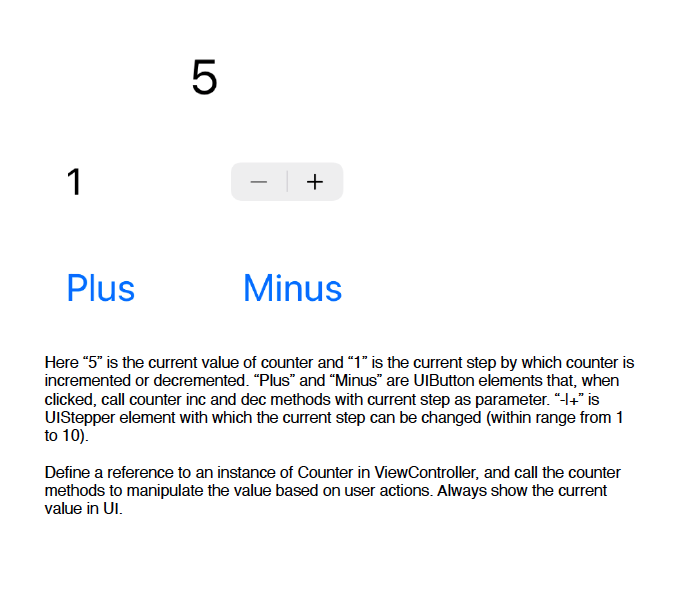 5
1
− +
Plus Minus
Here “5” is the current value of counter and “1” is the current step by which counter is
incremented or decremented. “Plus” and “Minus” are UIButton elements that, when
clicked, call counter inc and dec methods with current step as parameter. “-|+” is
UIStepper element with which the current step can be changed (within range from 1
to 10).
Define a reference to an instance of Counter in ViewController, and call the counter
methods to manipulate the value based on user actions. Always show the current
value in UI.